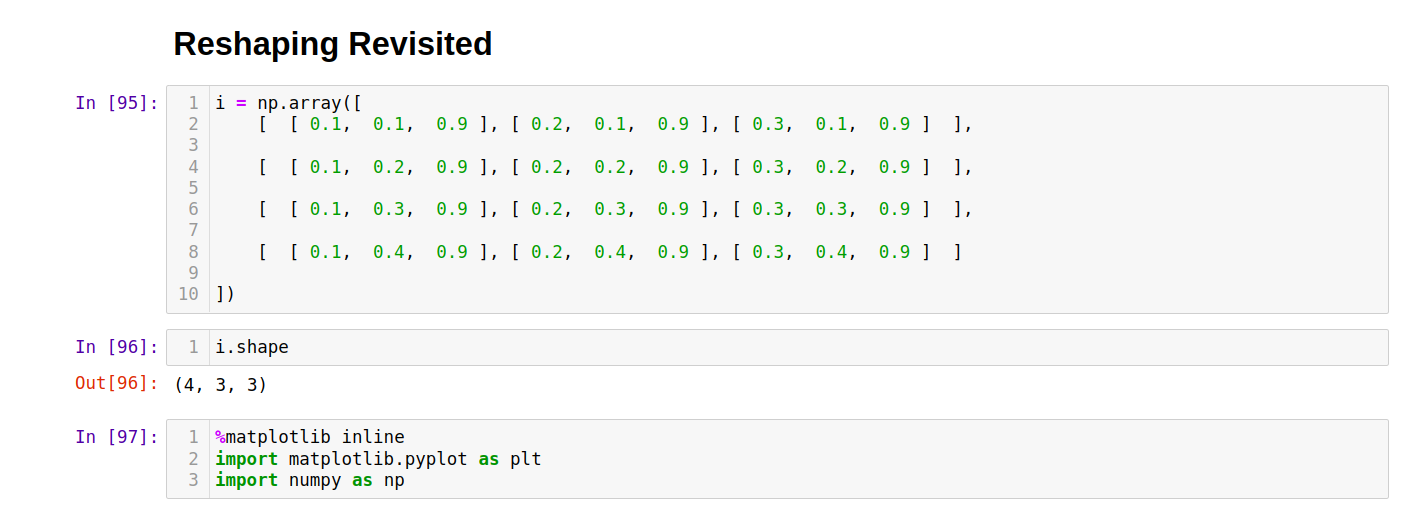 Reshaping Revisited
In [95]:
1 i = np.array([
2     [  [ 0.1,  0.1,  0.9 ], [ 0.2,  0.1,  0.9 ], [ 0.3,  0.1,  0.9 ]  ],
3
4     [  [ 0.1,  0.2,  0.9 ], [ 0.2,  0.2,  0.9 ], [ 0.3,  0.2,  0.9 ]  ],
5
6     [  [ 0.1,  0.3,  0.9 ], [ 0.2,  0.3,  0.9 ], [ 0.3,  0.3,  0.9 ]  ],
7
8     [  [ 0.1,  0.4,  0.9 ], [ 0.2,  0.4,  0.9 ], [ 0.3,  0.4,  0.9 ]  ]
9
10 ])
In [96]:
1 i.shape
Out[96]: (4, 3, 3)
In [97]:
1 %matplotlib inline
2 import matplotlib.pyplot as plt
3 import numpy as np